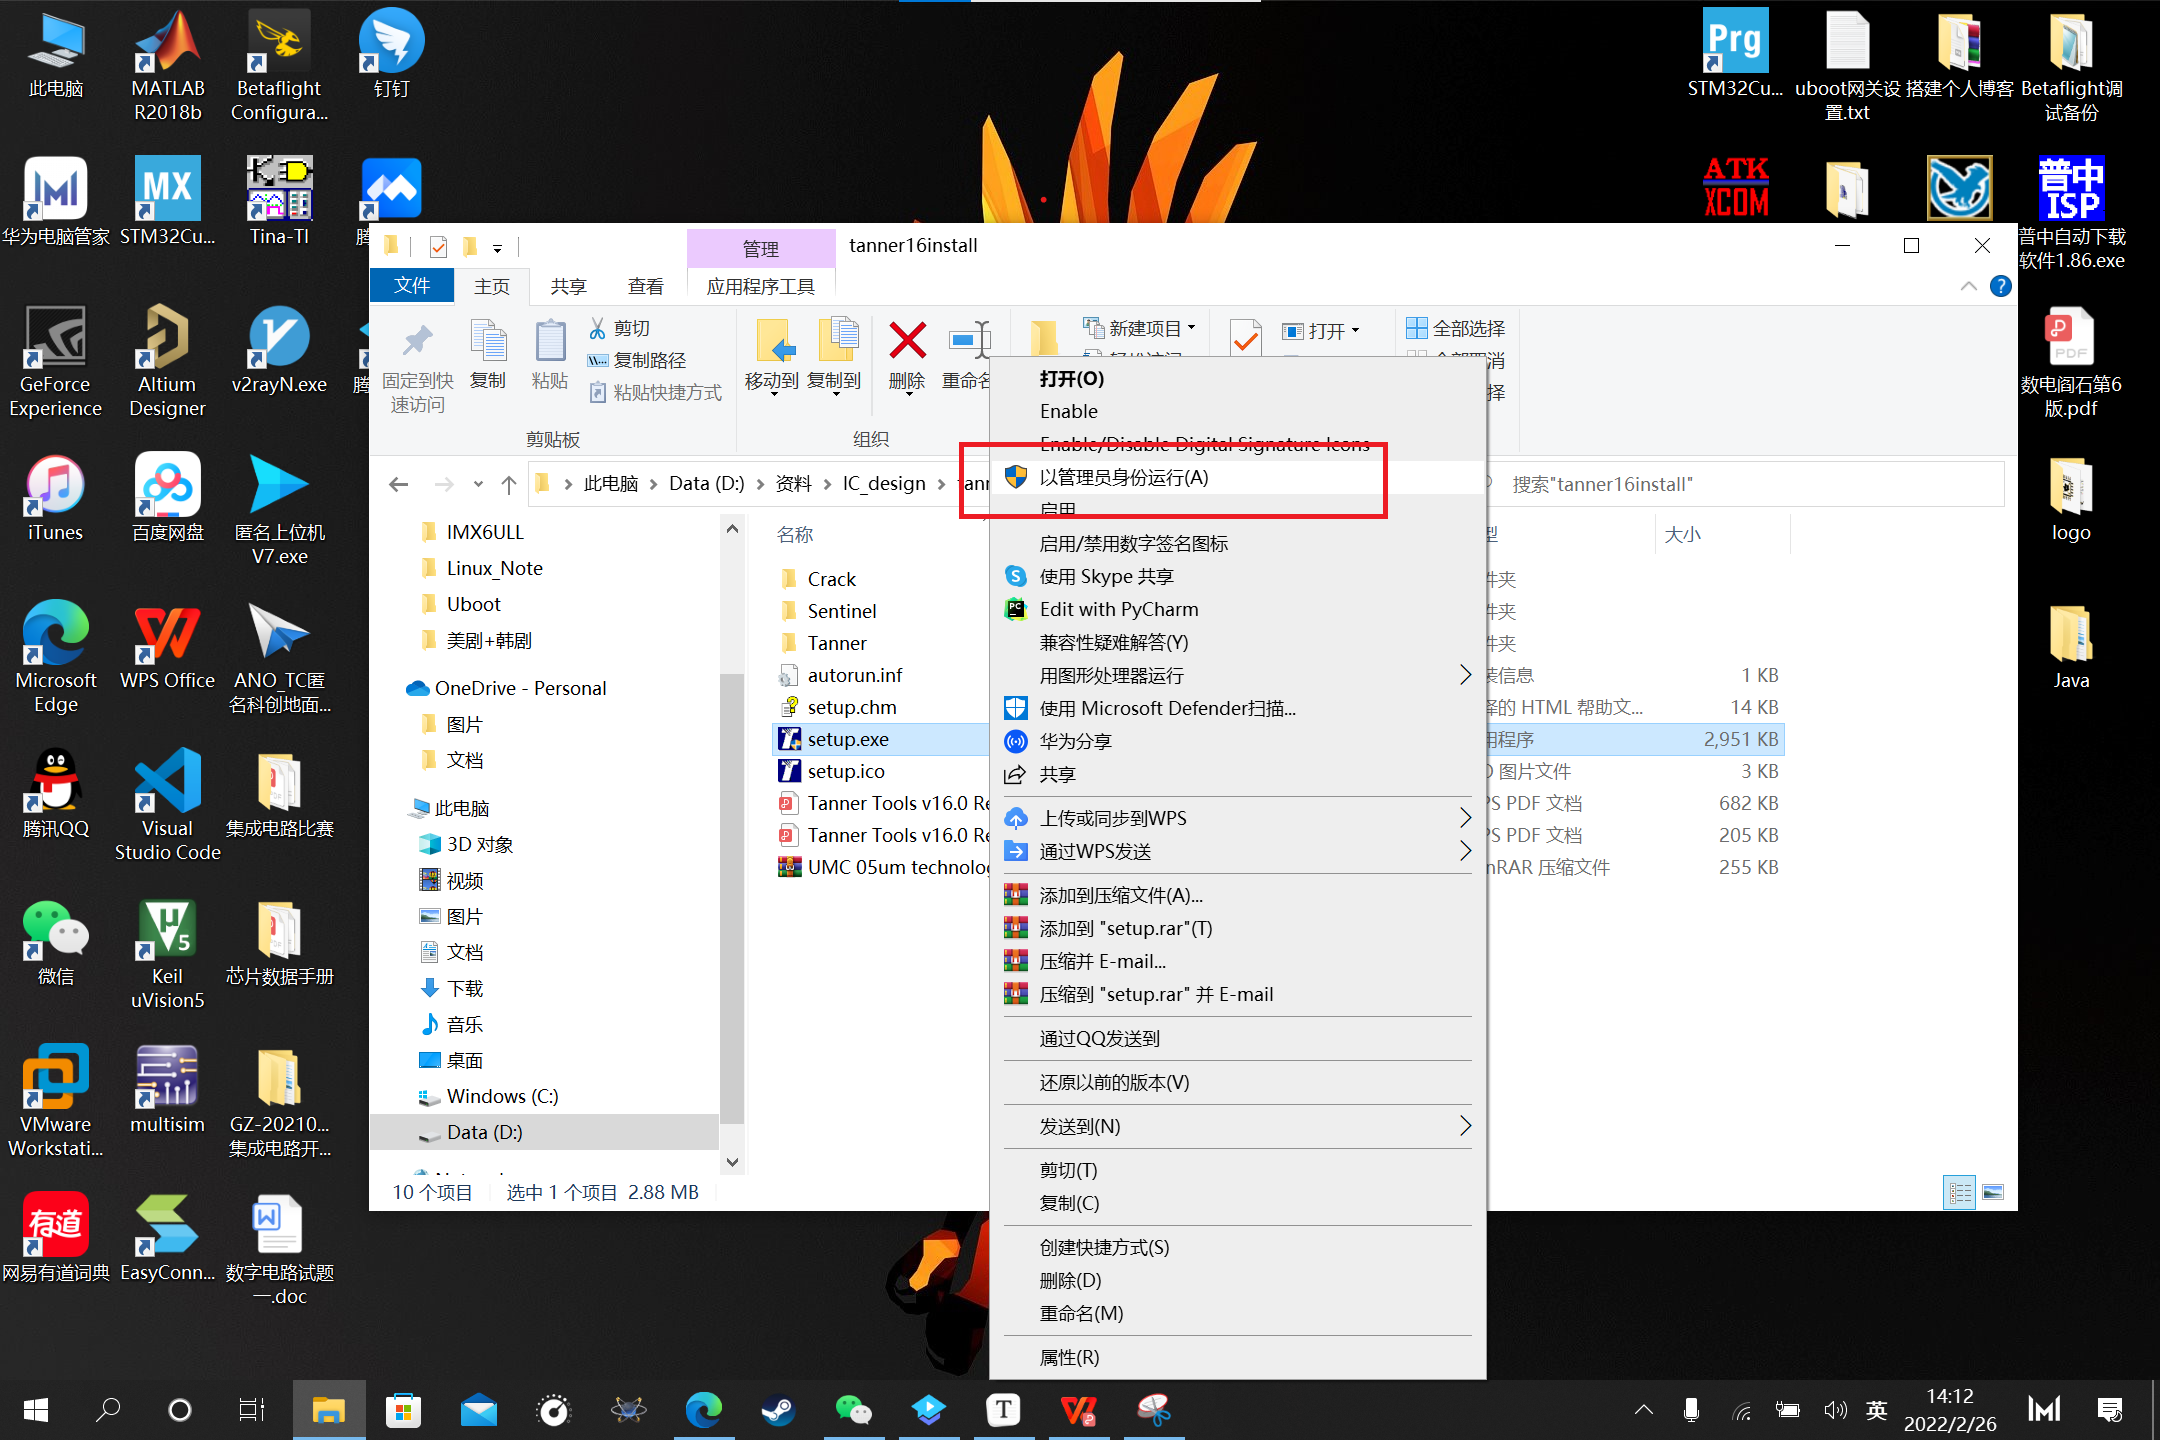 此电脑
MATLAB
R2018b
Betaflight
Configura...
钉钉
Prg
STM32Cu...
uboot网关设
置.txt
搭建个人博客
Betaflight调
试备份
华为电脑管家
MX
STM32Cu...
Tina-TI
ATK
XCOM
普中
ISP
普中自动下载
软件1.86.exe
GeForce
Experience
Altium
Designer
v2rayN.exe
PDF
数电阎石第6
版.pdf
iTunes
百度网盘
匿名上位机
V7.exe
logo
Microsoft
Edge
WPS Office
ANO_TC匿
名科创地面...
Java
腾讯QQ
Visual
Studio Code
集成电路比赛
微信
Keil
uVision5
芯片数据手册
VMware
Workstati...
multisim
GZ-20210...
集成电路开...
有道
网易有道词典
EasyConn...
数字电路试题
一.doc
管理
tanner16install
文件
主页
共享
查看
应用程序工具
固定到快
速访问
复制
粘贴
剪切
复制路径
粘贴快捷方式
剪贴板
移动到
复制到
删除
重命名
组织
新建项目
打开
全部选择
此电脑
Data (D:)
资料
IC_design
搜索"tanner16install"
IMX6ULL
Linux_Note
Uboot
美剧+韩剧
OneDrive - Personal
图片
文档
此电脑
3D 对象
视频
图片
文档
下载
音乐
桌面
Windows (C:)
Data (D:)
名称
型
大小
Crack
件夹
Sentinel
件夹
Tanner
件夹
autorun.inf
装信息
1 KB
setup.chm
译的 HTML 帮助文...
14 KB
setup.exe
用程序
2,951 KB
setup.ico
O 图片文件
3 KB
Tanner Tools v16.0 Re
PS PDF 文档
682 KB
Tanner Tools v16.0 Re
PS PDF 文档
205 KB
UMC 05um technolog
nRAR 压缩文件
255 KB
10 个项目
选中 1 个项目
2.88 MB
打开(O)
Enable
Enable/Disable Digital Signature Icons
以管理员身份运行(A)
启用
启用/禁用数字签名图标
使用 Skype 共享
Edit with PyCharm
兼容性疑难解答(Y)
用图形处理器运行
使用 Microsoft Defender扫描...
华为分享
共享
上传或同步到WPS
通过WPS发送
添加到压缩文件(A)...
添加到 "setup.rar"(T)
压缩并 E-mail...
压缩到 "setup.rar" 并 E-mail
通过QQ发送到
还原以前的版本(V)
发送到(N)
剪切(T)
复制(C)
创建快捷方式(S)
删除(D)
重命名(M)
属性(R)
英
14:12
2022/2/26